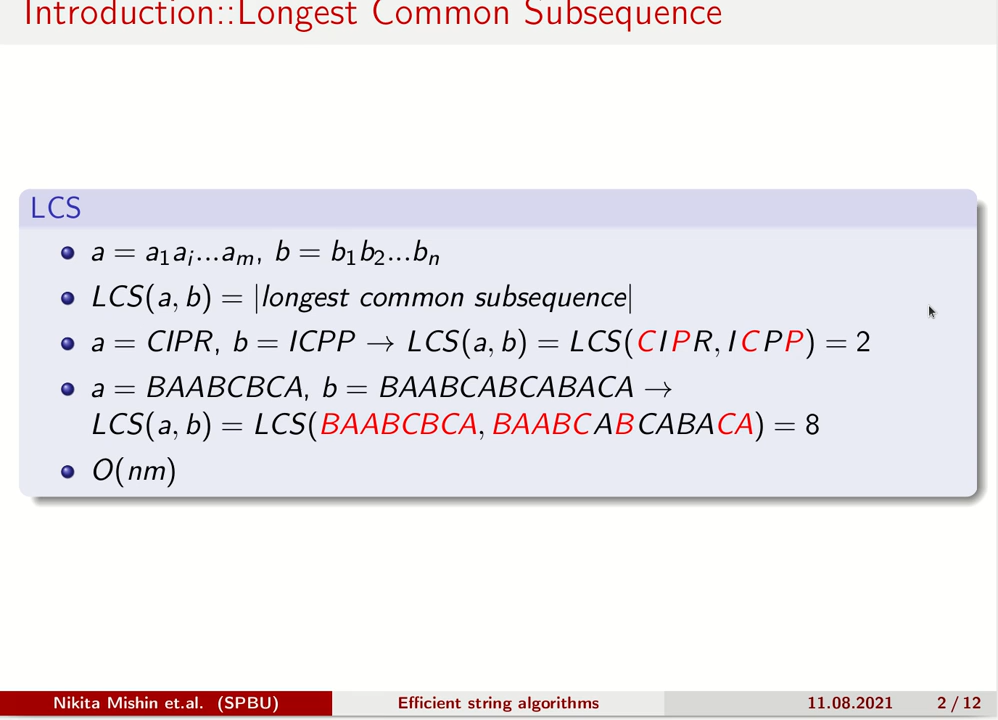 Introduction::Longest Common Subsequence
LCS
a = a₁aᵢ...aₘ, b = b₁b₂...bₙ
LCS(a, b) = |longest common subsequence|
a = CIPR, b = ICPP → LCS(a, b) = LCS(CIPR, ICPP) = 2
a = BAABCBCA, b = BAABCABCABACA →
LCS(a, b) = LCS(BAABCBCA, BAABCABCABACA) = 8
O(nm)
Nikita Mishin et.al. (SPBU) Efficient string algorithms 11.08.2021 2 / 12